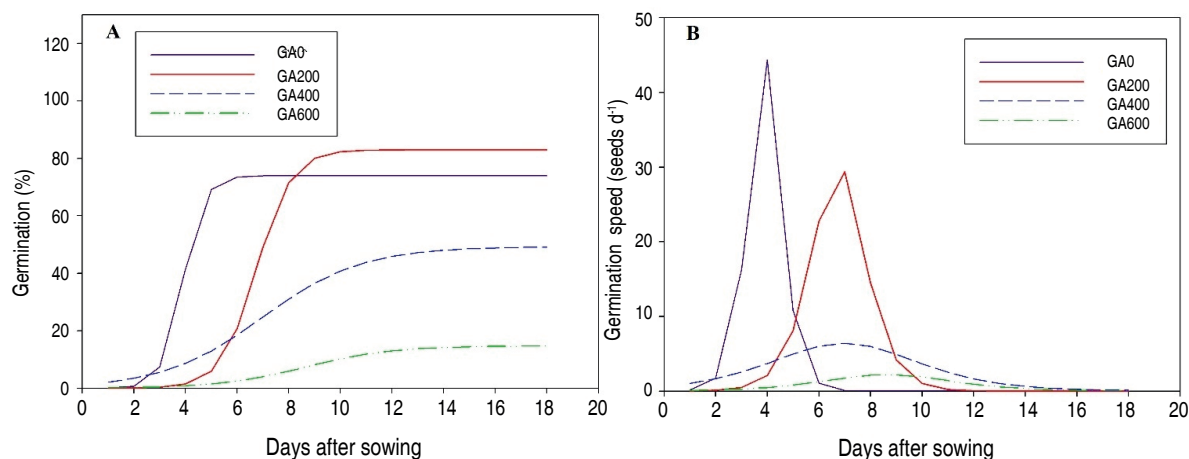 A
GA0
GA200
GA400
GA600
Germination (%)
120
100
80
60
40
20
0
0 2 4 6 8 10 12 14 16 18 20
Days after sowing
B
GA0
GA200
GA400
GA600
Germination speed (seeds d⁻¹)
50
40
30
20
10
0
0 2 4 6 8 10 12 14 16 18 20
Days after sowing